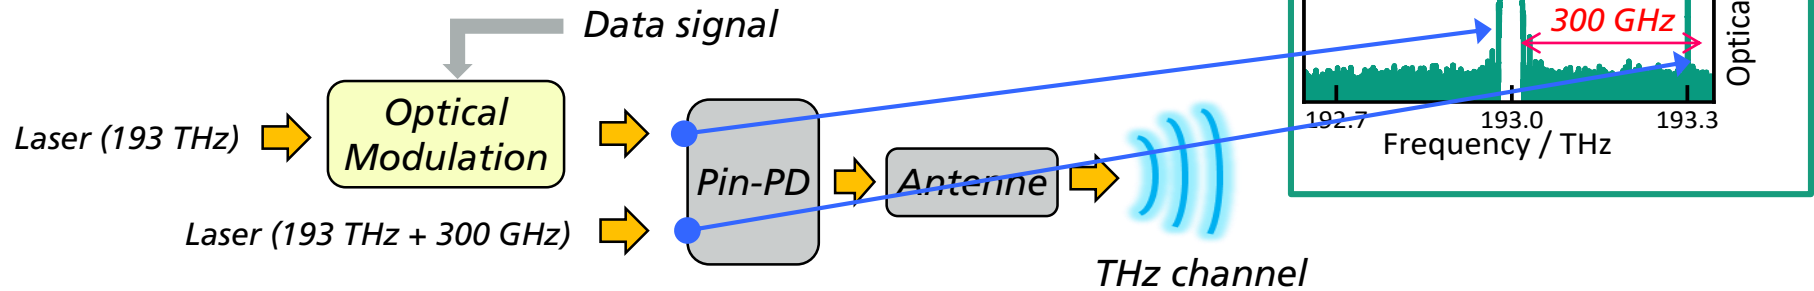 Data signal
300 GHz
Optica
Optical
Modulation
Laser (193 THz)
Pin-PD
Antenne
192.7
193.0
193.3
Frequency / THz
Laser (193 THz + 300 GHz)
THz channel